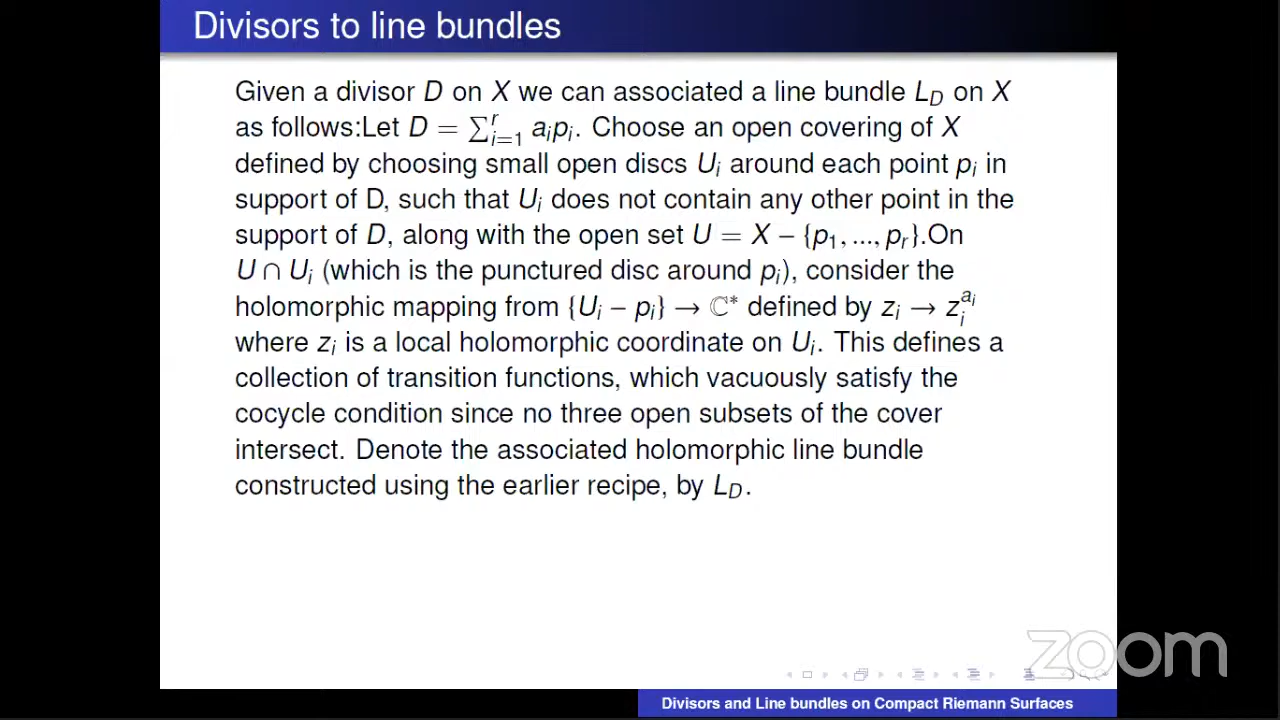 Divisors to line bundles
Given a divisor D on X we can associated a line bundle L_D on X
as follows:Let D = ∑_{i=1}^{r} a_i p_i. Choose an open covering of X
defined by choosing small open discs U_i around each point p_i in
support of D, such that U_i does not contain any other point in the
support of D, along with the open set U = X − {p_1, ..., p_r}.On
U ∩ U_i (which is the punctured disc around p_i), consider the
holomorphic mapping from {U_i − p_i} → ℂ* defined by z_i → z_i^{a_i}
where z_i is a local holomorphic coordinate on U_i. This defines a
collection of transition functions, which vacuously satisfy the
cocycle condition since no three open subsets of the cover
intersect. Denote the associated holomorphic line bundle
constructed using the earlier recipe, by L_D.
zoom
Divisors and Line bundles on Compact Riemann Surfaces